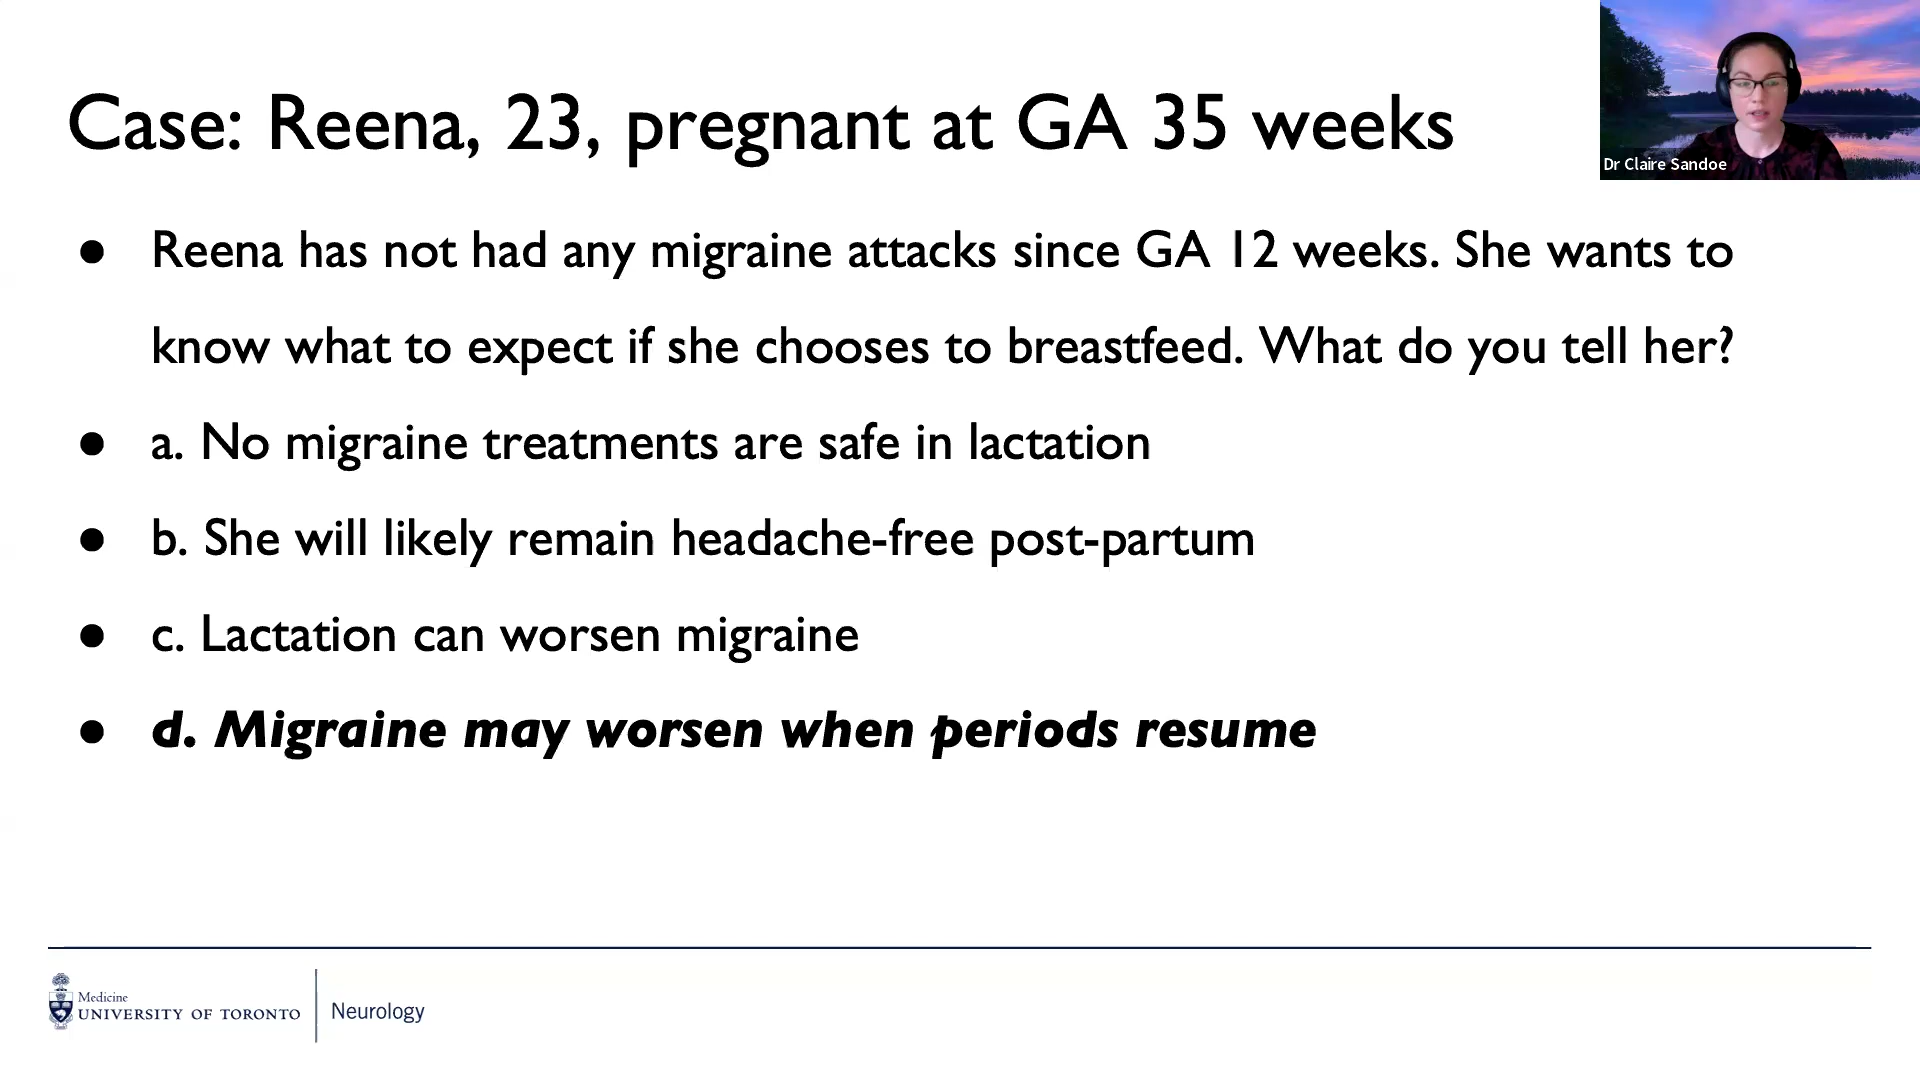 Case: Reena, 23, pregnant at GA 35 weeks
Dr Claire Sandoe
● Reena has not had any migraine attacks since GA 12 weeks. She wants to
know what to expect if she chooses to breastfeed. What do you tell her?
● a. No migraine treatments are safe in lactation
● b. She will likely remain headache-free post-partum
● c. Lactation can worsen migraine
● d. Migraine may worsen when periods resume
Medicine
UNIVERSITY OF TORONTO
Neurology